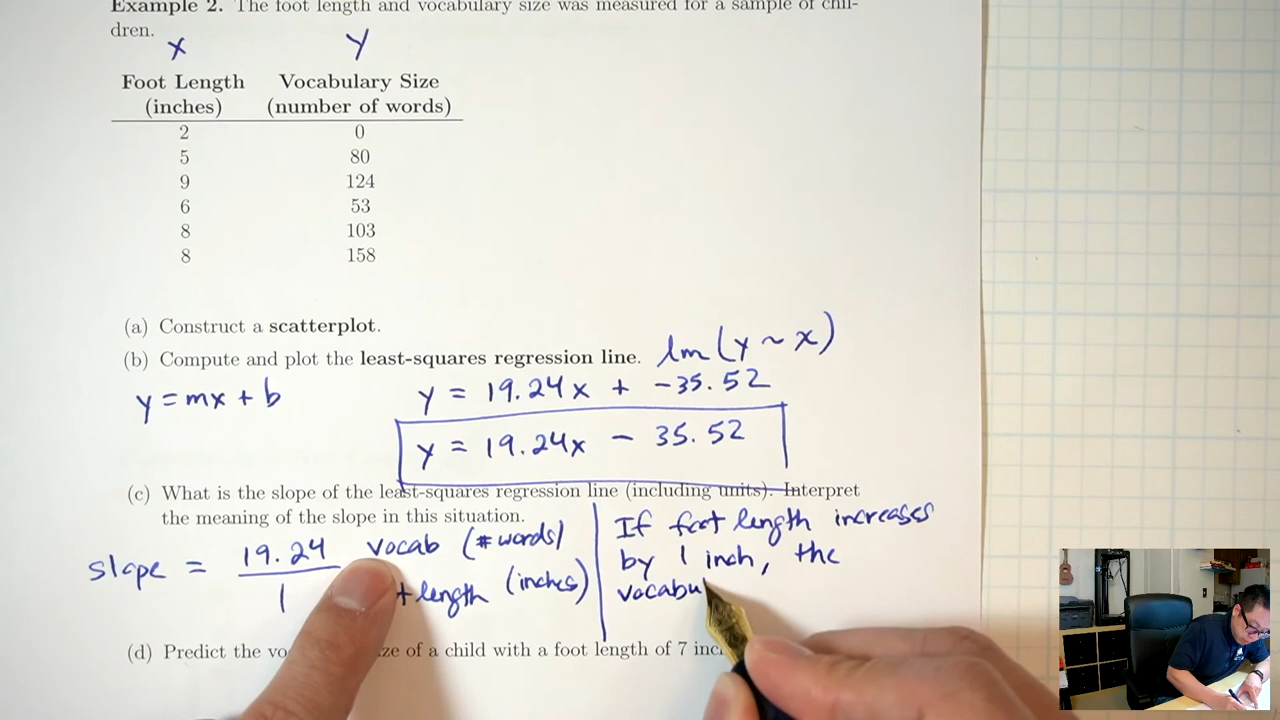 Example 2. The foot length and vocabulary size was measured for a sample of chil-
dren.
x y
Foot Length Vocabulary Size
(inches) (number of words)
2 0
5 80
9 124
6 53
8 103
8 158
(a) Construct a scatterplot.
(b) Compute and plot the least-squares regression line. lm(y ~ x)
y = mx + b y = 19.24x + -35.52
y = 19.24x - 35.52
(c) What is the slope of the least-squares regression line (including units). Interpret
the meaning of the slope in this situation.
slope = 19.24 / 1 vocab (# words)
length (inches)
If foot length increases
by 1 inch, the
vocabu
(d) Predict the vo ze of a child with a foot length of 7 inc